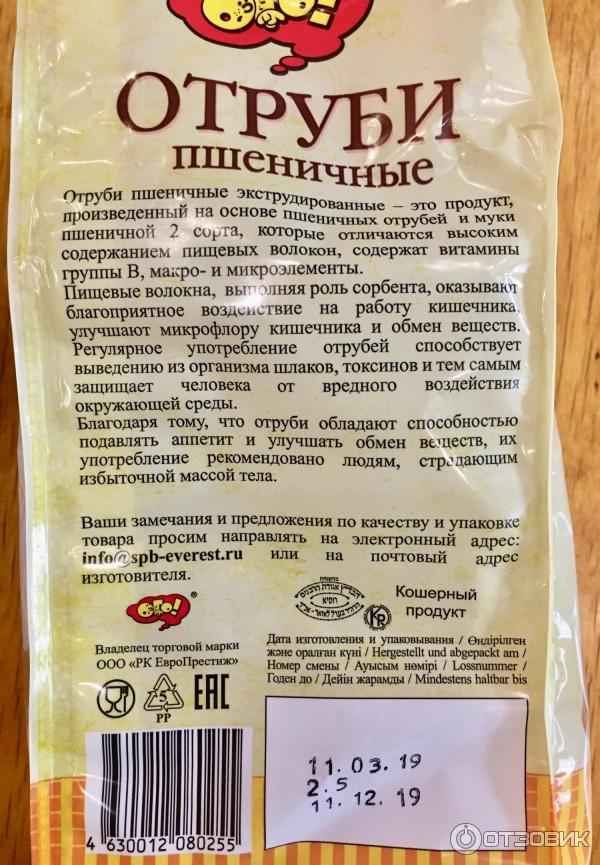 ОГО!
ОТРУБИ
пшеничные
Отруби пшеничные экструдированные – это продукт,
произведенный на основе пшеничных отрубей и муки
пшеничной 2 сорта, которые отличаются высоким
содержанием пищевых волокон, содержат витамины
группы В, макро- и микроэлементы.
Пищевые волокна, выполняя роль сорбента, оказывают
благоприятное воздействие на работу кишечника,
улучшают микрофлору кишечника и обмен веществ.
Регулярное употребление отрубей способствует
выведению из организма шлаков, токсинов и тем самым
защищает человека от вредного воздействия
окружающей среды.
Благодаря тому, что отруби обладают способностью
подавлять аппетит и улучшать обмен веществ, их
употребление рекомендовано людям, страдающим
избыточной массой тела.
Ваши замечания и предложения по качеству и упаковке
товара просим направлять на электронный адрес:
info@spb-everest.ru или на почтовый адрес
изготовителя.
ОГО!
Владелец торговой марки
ООО «РК ЕвроПрестиж»
5
PP
EAC
KR
Кошерный
продукт
Дата изготовления и упаковывания / Өндірілген
және оралған күні / Hergestellt und abgepackt am /
Номер смены / Ауысым нөмірі / Lossnummer /
Годен до / Дейін жарамды / Mindestens haltbar bis
11.03.19
2.5
11.12.19
4 630012 080255
ОТЗОВИК